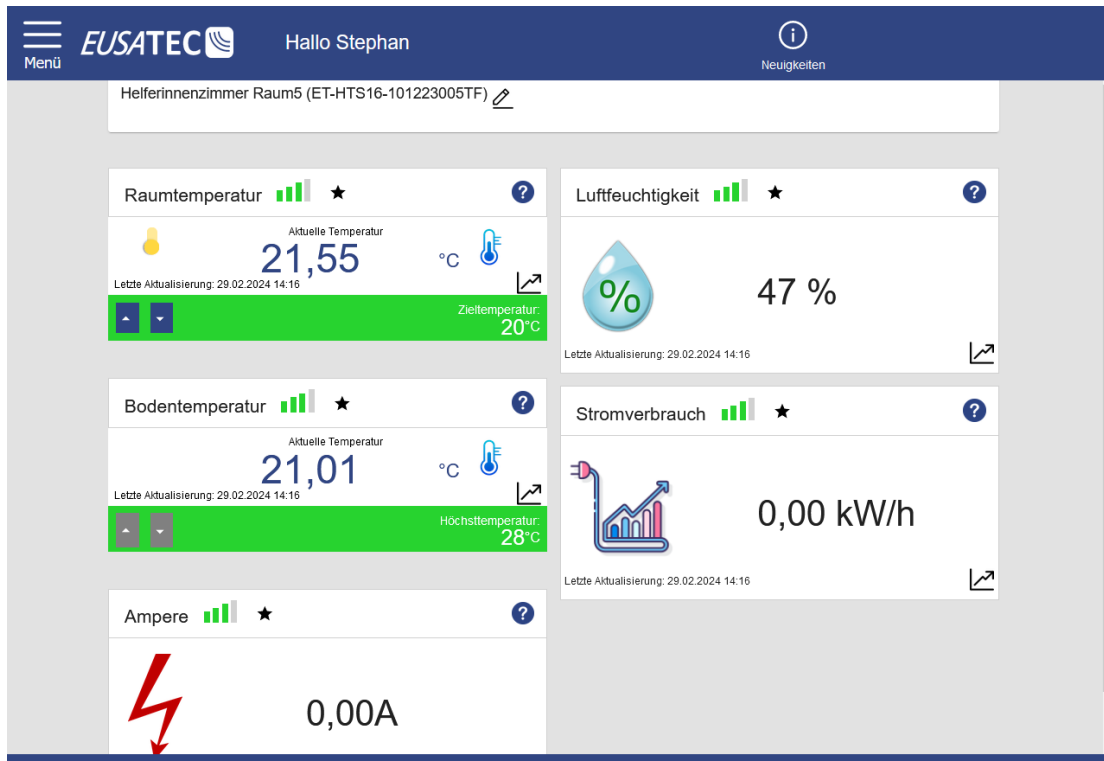 Menü
EUSATEC
Hallo Stephan
Neuigkeiten
Helferinnenzimmer Raum5 (ET-HTS16-101223005TF)
Raumtemperatur
?
Aktuelle Temperatur
21,55
°C
Letzte Aktualisierung: 29.02.2024 14:16
Zieltemperatur:
20°C
Luftfeuchtigkeit
?
%
47 %
Letzte Aktualisierung: 29.02.2024 14:16
Bodentemperatur
?
Aktuelle Temperatur
21,01
°C
Letzte Aktualisierung: 29.02.2024 14:16
Höchsttemperatur:
28°C
Stromverbrauch
?
0,00 kW/h
Letzte Aktualisierung: 29.02.2024 14:16
Ampere
?
0,00A